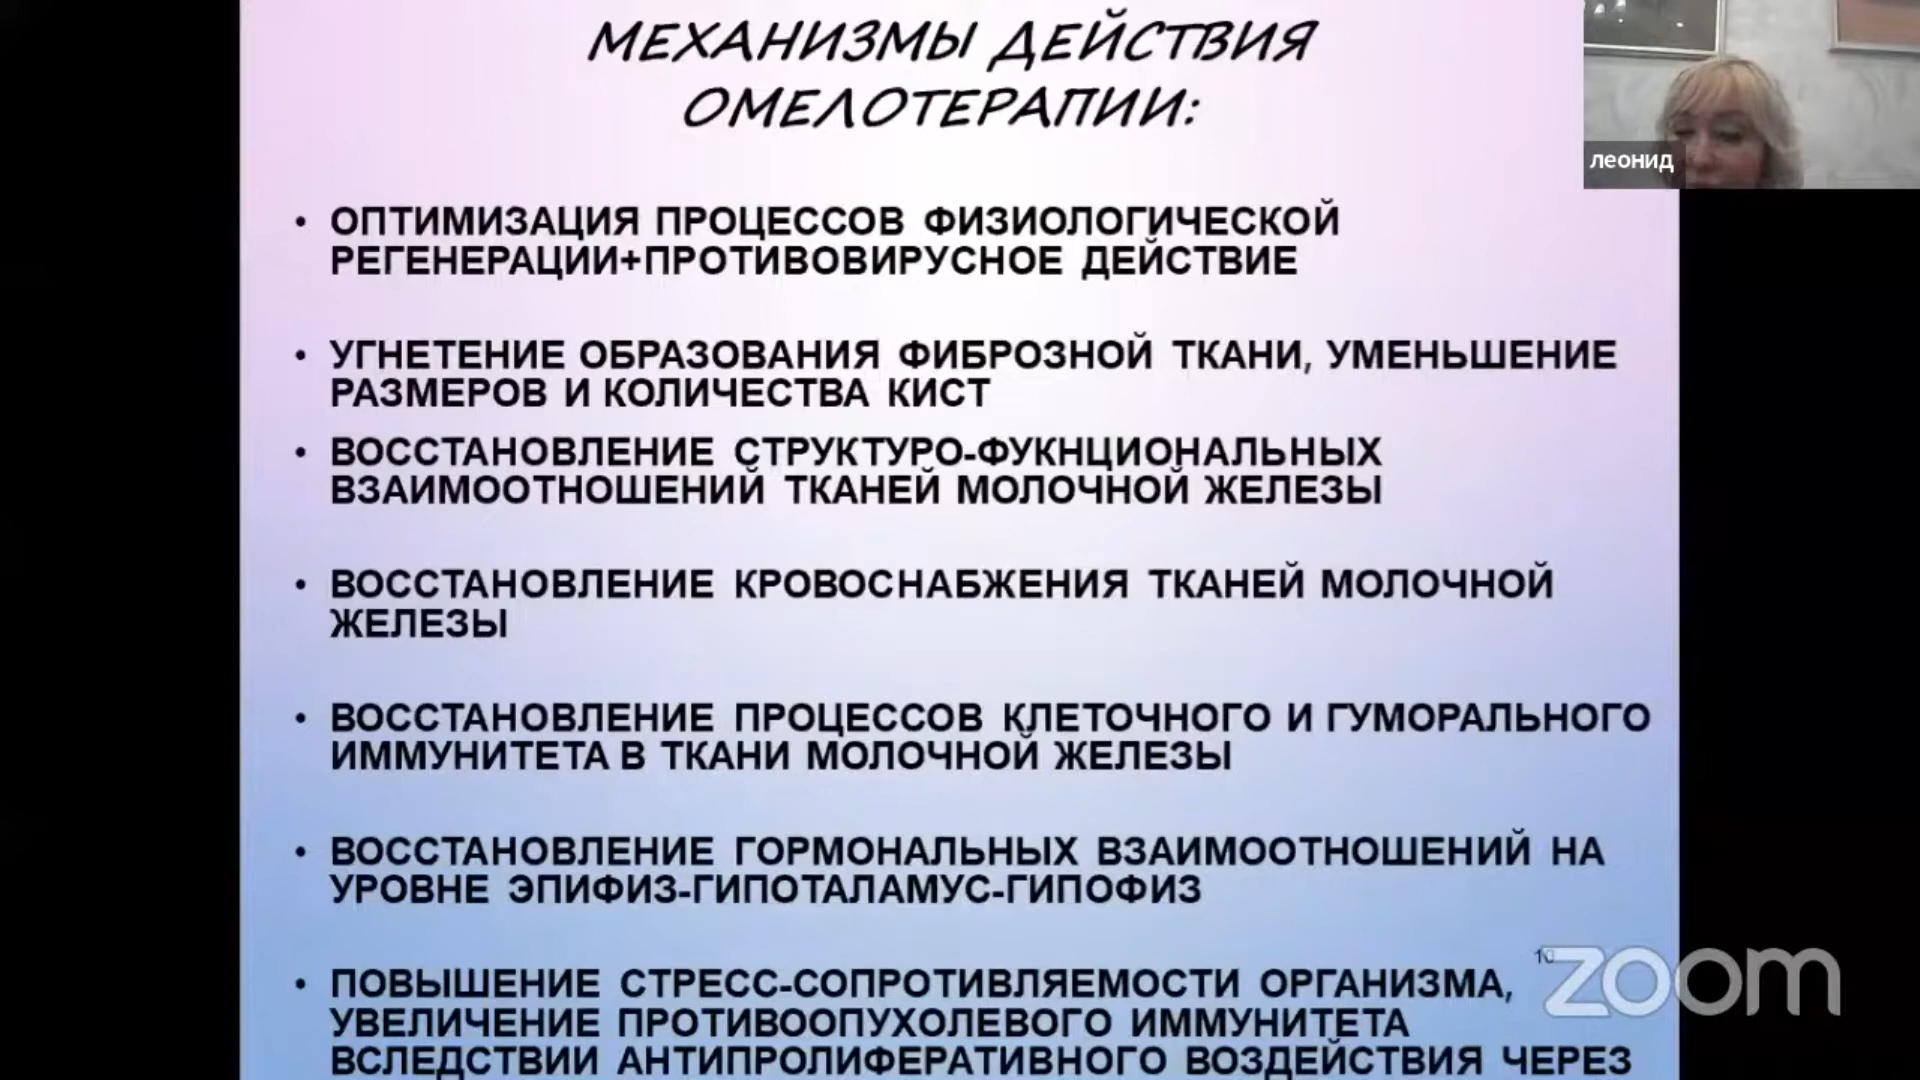 МЕХАНИЗМЫ ДЕЙСТВИЯ
ОМЕЛОТЕРАПИИ:
леонид
• ОПТИМИЗАЦИЯ ПРОЦЕССОВ ФИЗИОЛОГИЧЕСКОЙ
РЕГЕНЕРАЦИИ+ПРОТИВОВИРУСНОЕ ДЕЙСТВИЕ
• УГНЕТЕНИЕ ОБРАЗОВАНИЯ ФИБРОЗНОЙ ТКАНИ, УМЕНЬШЕНИЕ
РАЗМЕРОВ И КОЛИЧЕСТВА КИСТ
• ВОССТАНОВЛЕНИЕ СТРУКТУРО-ФУКНЦИОНАЛЬНЫХ
ВЗАИМООТНОШЕНИЙ ТКАНЕЙ МОЛОЧНОЙ ЖЕЛЕЗЫ
• ВОССТАНОВЛЕНИЕ КРОВОСНАБЖЕНИЯ ТКАНЕЙ МОЛОЧНОЙ
ЖЕЛЕЗЫ
• ВОССТАНОВЛЕНИЕ ПРОЦЕССОВ КЛЕТОЧНОГО И ГУМОРАЛЬНОГО
ИММУНИТЕТА В ТКАНИ МОЛОЧНОЙ ЖЕЛЕЗЫ
• ВОССТАНОВЛЕНИЕ ГОРМОНАЛЬНЫХ ВЗАИМООТНОШЕНИЙ НА
УРОВНЕ ЭПИФИЗ-ГИПОТАЛАМУС-ГИПОФИЗ
• ПОВЫШЕНИЕ СТРЕСС-СОПРОТИВЛЯЕМОСТИ ОРГАНИЗМА,
УВЕЛИЧЕНИЕ ПРОТИВООПУХОЛЕВОГО ИММУНИТЕТА
ВСЛЕДСТВИИ АНТИПРОЛИФЕРАТИВНОГО ВОЗДЕЙСТВИЯ ЧЕРЕЗ
zoom